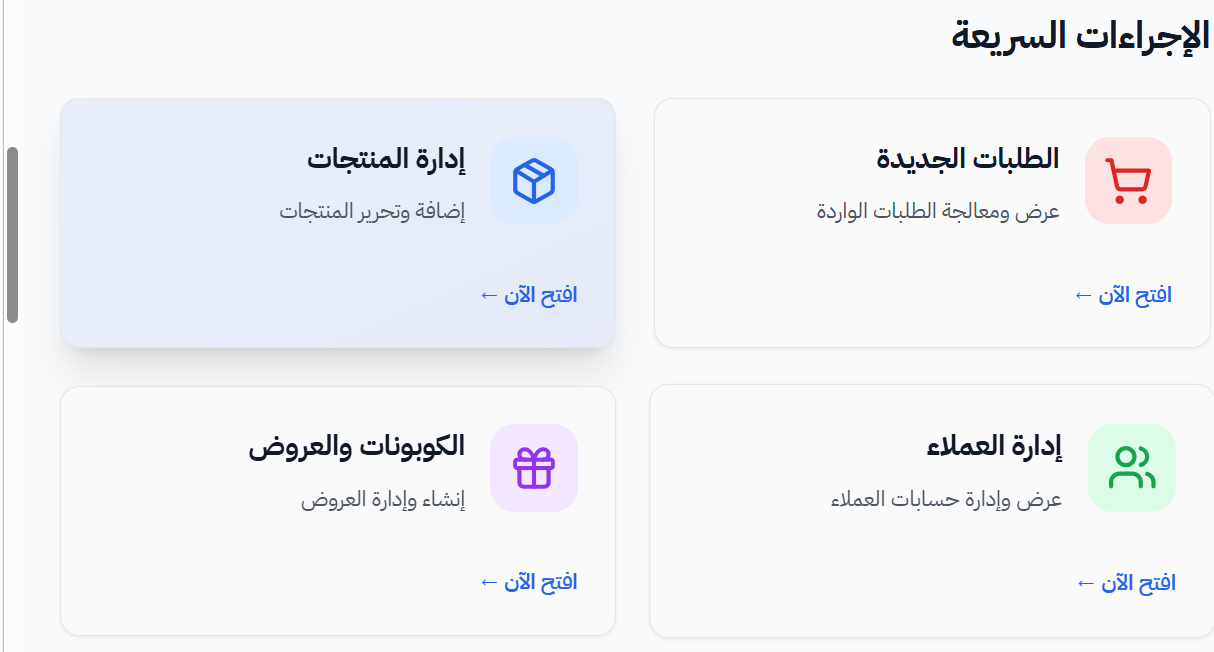 الإجراءات السريعة
الطلبات الجديدة
عرض ومعالجة الطلبات الواردة
افتح الآن ←
إدارة المنتجات
إضافة وتحرير المنتجات
افتح الآن ←
إدارة العملاء
عرض وإدارة حسابات العملاء
افتح الآن ←
الكوبونات والعروض
إنشاء وإدارة العروض
افتح الآن ←